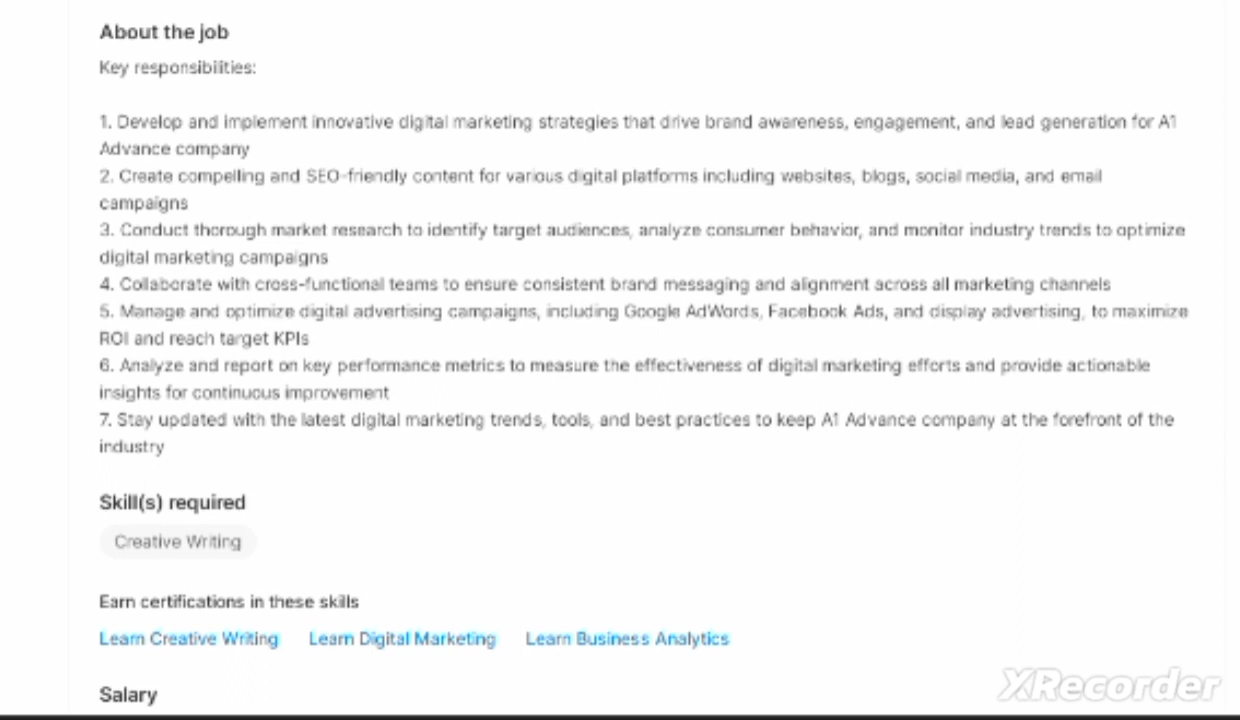 About the job
Key responsibilities:
1. Develop and implement innovative digital marketing strategies that drive brand awareness, engagement, and lead generation for A1
Advance company
2. Create compelling and SEO-friendly content for various digital platforms including websites, blogs, social media, and email
campaigns
3. Conduct thorough market research to identify target audiences, analyze consumer behavior, and monitor industry trends to optimize
digital marketing campaigns
4. Collaborate with cross-functional teams to ensure consistent brand messaging and alignment across all marketing channels
5. Manage and optimize digital advertising campaigns, including Google AdWords, Facebook Ads, and display advertising, to maximize
ROI and reach target KPIs
6. Analyze and report on key performance metrics to measure the effectiveness of digital marketing efforts and provide actionable
insights for continuous improvement
7. Stay updated with the latest digital marketing trends, tools, and best practices to keep A1 Advance company at the forefront of the
industry
Skill(s) required
Creative Writing
Earn certifications in these skills
Learn Creative Writing Learn Digital Marketing Learn Business Analytics
Salary
XRecorder